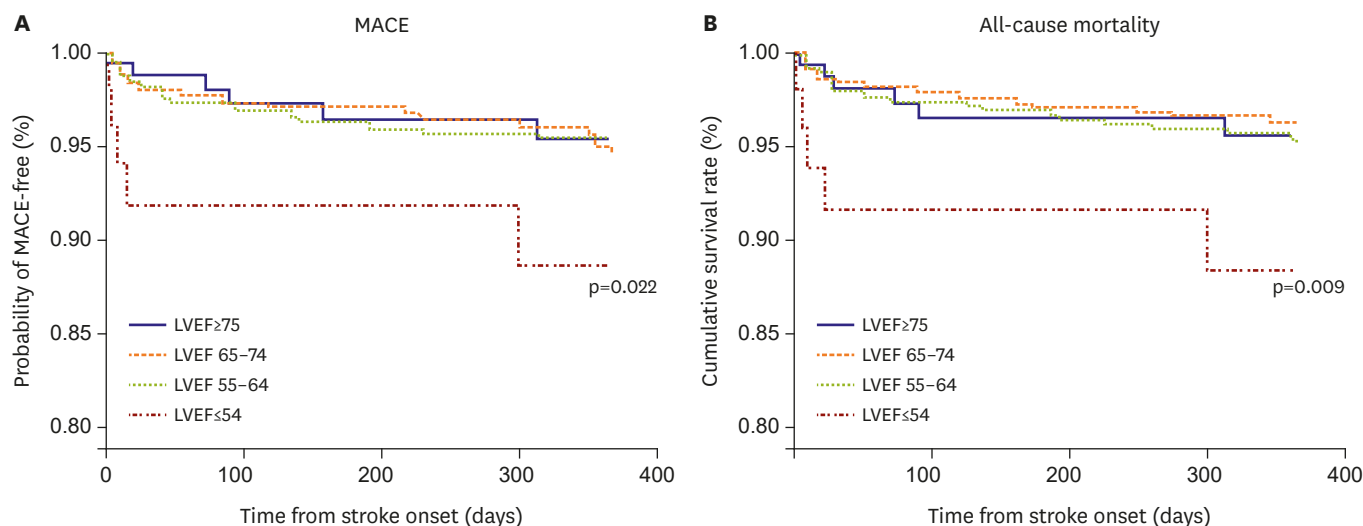 A
MACE
Probability of MACE-free (%)
1.00
0.95
0.90
0.85
0.80
p=0.022
LVEF≥75
LVEF 65–74
LVEF 55–64
LVEF≤54
0
100
200
300
400
Time from stroke onset (days)
B
All-cause mortality
Cumulative survival rate (%)
1.00
0.95
0.90
0.85
0.80
p=0.009
LVEF≥75
LVEF 65–74
LVEF 55–64
LVEF≤54
0
100
200
300
400
Time from stroke onset (days)